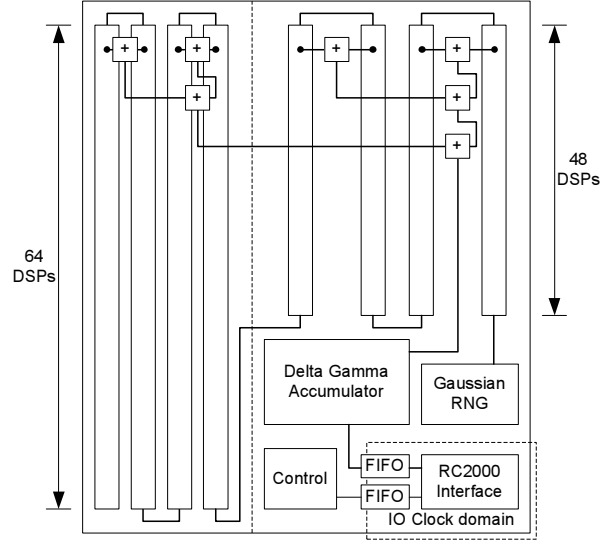 +
+
+
+
+
+
+
48
DSPs
64
DSPs
Delta Gamma
Accumulator
Gaussian
RNG
Control
FIFO
FIFO
RC2000
Interface
IO Clock domain